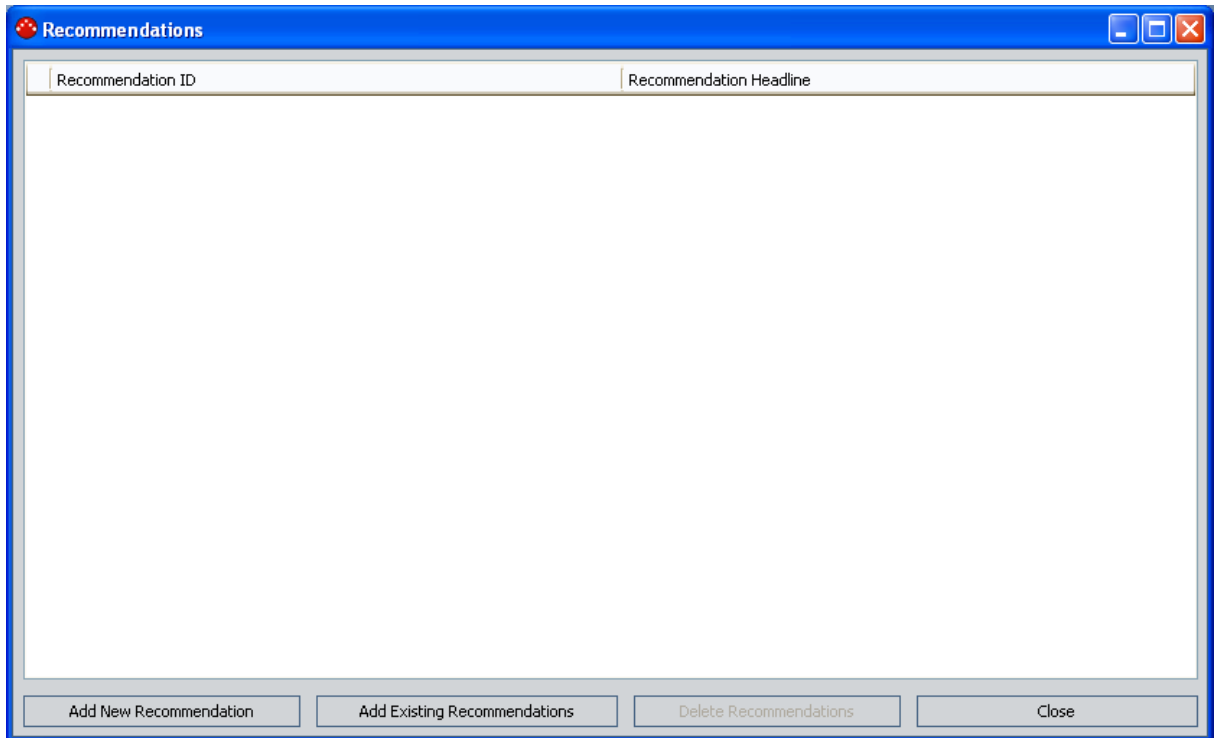 Recommendations
Recommendation ID Recommendation Headline
Add New Recommendation Add Existing Recommendations Delete Recommendations Close